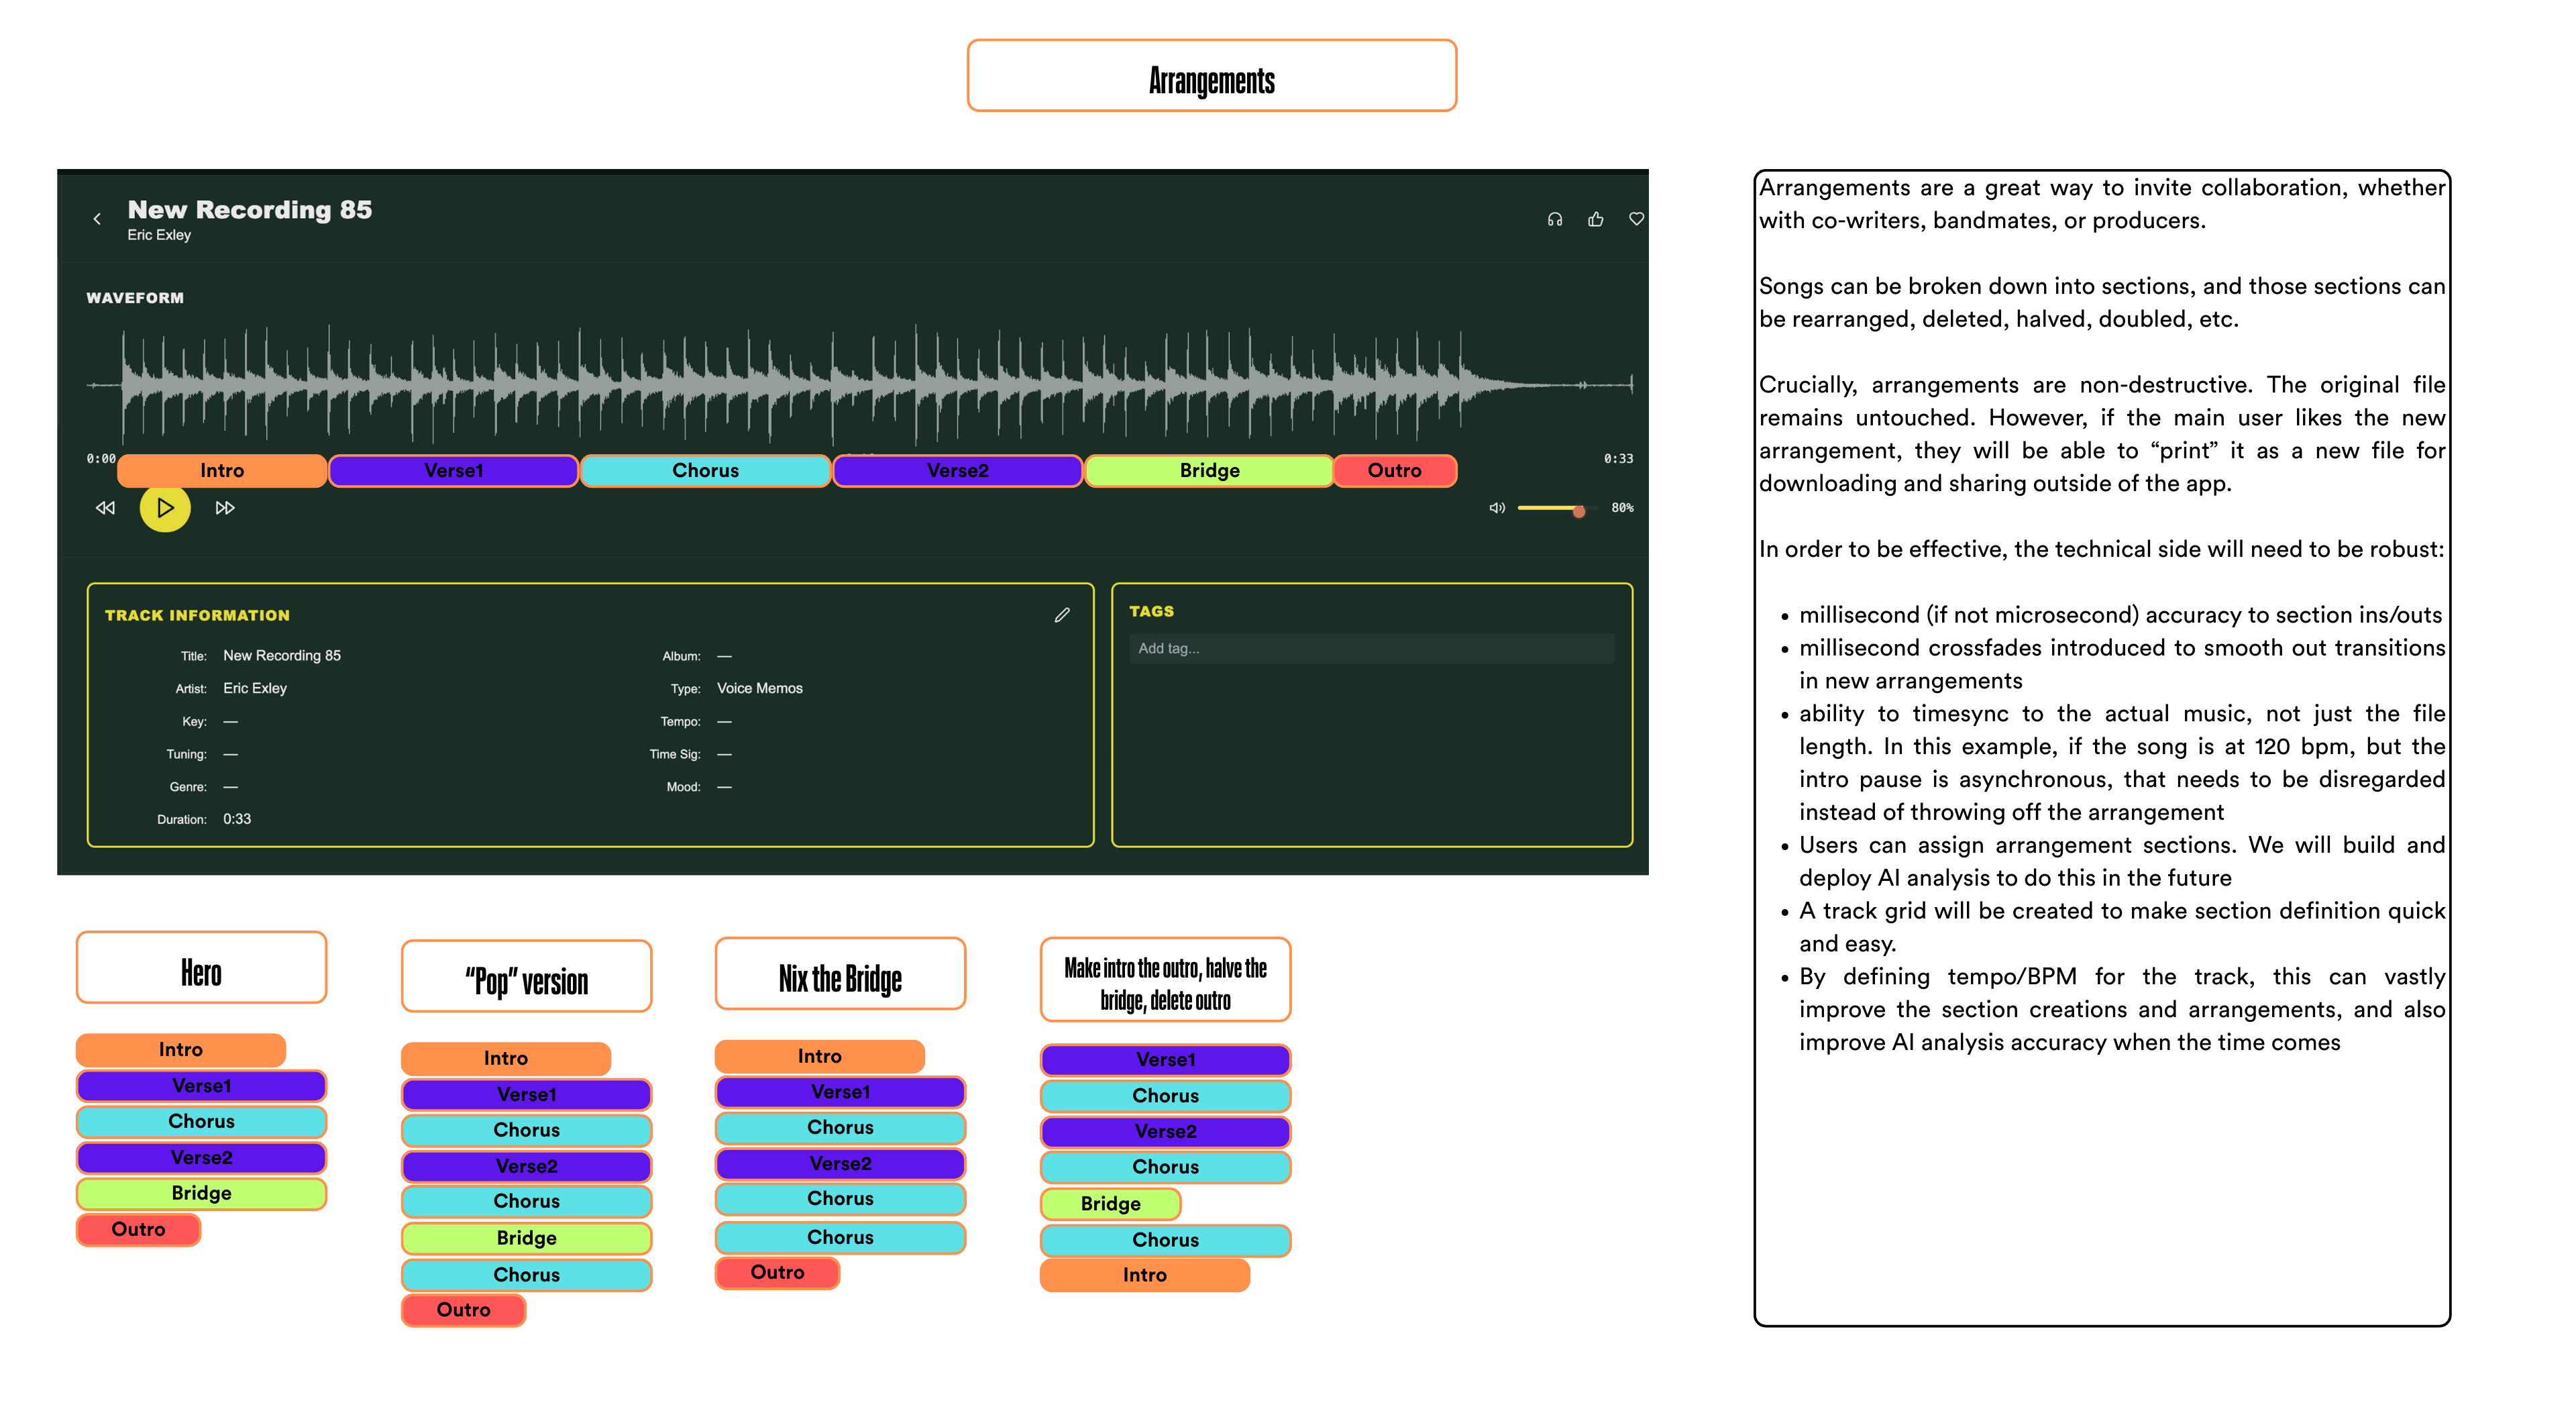 Arrangements
New Recording 85
Eric Exley
WAVEFORM
0:00
0:33
Intro
Verse1
Chorus
Verse2
Bridge
Outro
80%
TRACK INFORMATION
Title: New Recording 85
Artist: Eric Exley
Key: —
Tuning: —
Genre: —
Duration: 0:33
Album: —
Type: Voice Memos
Tempo: —
Time Sig: —
Mood: —
TAGS
Add tag...
Hero
Intro
Verse1
Chorus
Verse2
Bridge
Outro
“Pop” version
Intro
Verse1
Chorus
Verse2
Chorus
Bridge
Chorus
Outro
Nix the Bridge
Intro
Verse1
Chorus
Verse2
Chorus
Chorus
Outro
Make intro the outro, halve the
bridge, delete outro
Verse1
Chorus
Verse2
Chorus
Bridge
Chorus
Intro
Arrangements are a great way to invite collaboration, whether
with co-writers, bandmates, or producers.
Songs can be broken down into sections, and those sections can
be rearranged, deleted, halved, doubled, etc.
Crucially, arrangements are non-destructive. The original file
remains untouched. However, if the main user likes the new
arrangement, they will be able to “print” it as a new file for
downloading and sharing outside of the app.
In order to be effective, the technical side will need to be robust:
• millisecond (if not microsecond) accuracy to section ins/outs
• millisecond crossfades introduced to smooth out transitions
in new arrangements
• ability to timesync to the actual music, not just the file
length. In this example, if the song is at 120 bpm, but the
intro pause is asynchronous, that needs to be disregarded
instead of throwing off the arrangement
• Users can assign arrangement sections. We will build and
deploy AI analysis to do this in the future
• A track grid will be created to make section definition quick
and easy.
• By defining tempo/BPM for the track, this can vastly
improve the section creations and arrangements, and also
improve AI analysis accuracy when the time comes